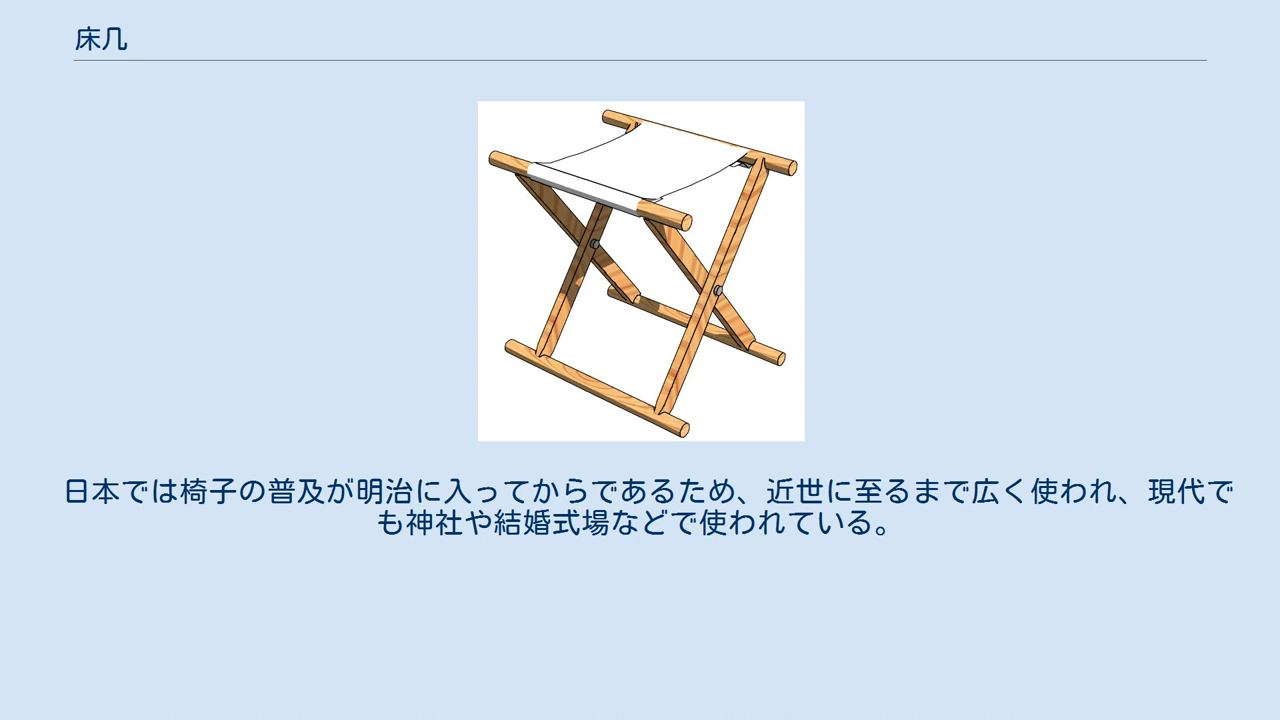 床几
日本では椅子の普及が明治に入ってからであるため、近世に至るまで広く使われ、現代で
も神社や結婚式場などで使われている。